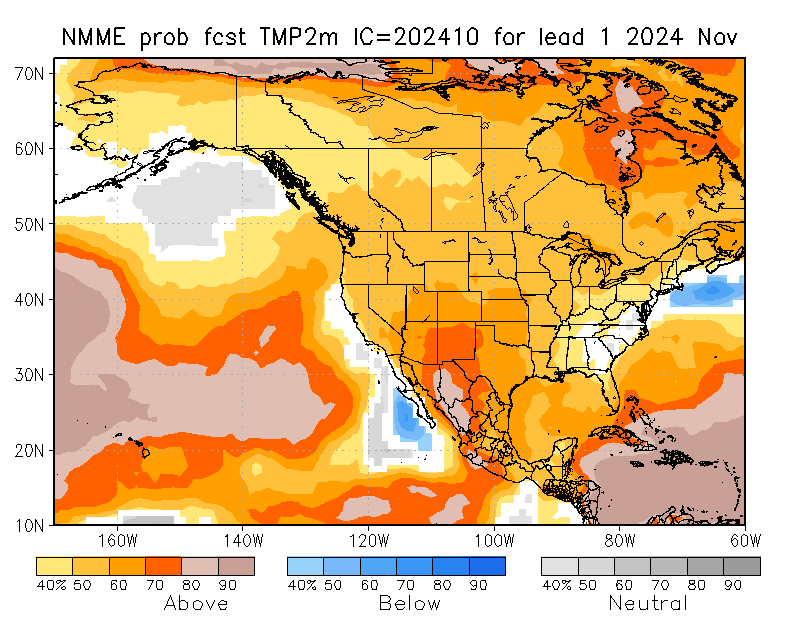 NMME prob fcst TMP2m IC=202410 for lead 1 2024 Nov
70N
60N
50N
40N
30N
20N
10N
160W 140W 120W 100W 80W 60W
40% 50 60 70 80 90 40% 50 60 70 80 90 40% 50 60 70 80 90
Above Below Neutral